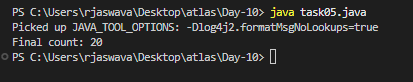 PS C:\Users\rjaswava\Desktop\atlas\Day-10> java task05.java
Picked up JAVA_TOOL_OPTIONS: -Dlog4j2.formatMsgNoLookups=true
Final count: 20
PS C:\Users\rjaswava\Desktop\atlas\Day-10>